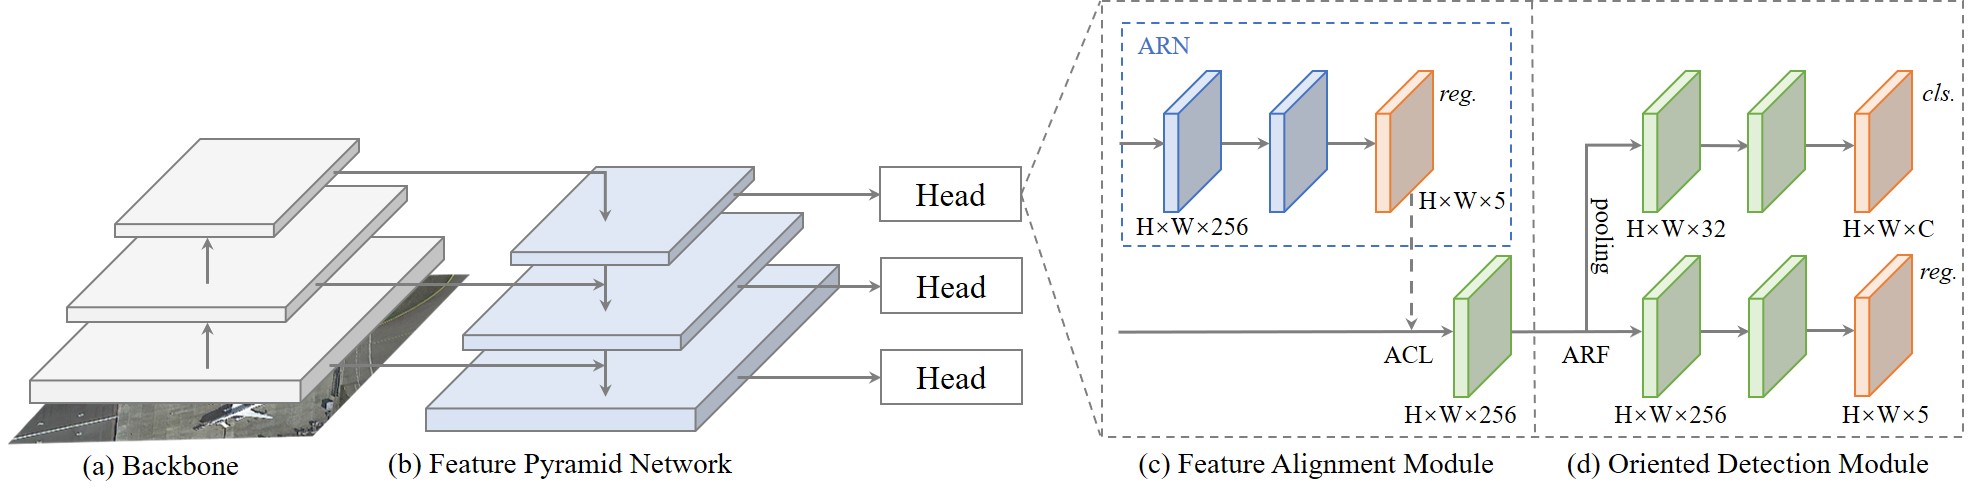 ARN
reg.
H×W×5
H×W×256
ACL
H×W×256
cls.
H×W×32
H×W×C
pooling
reg.
ARF
H×W×256
H×W×5
Head
Head
Head
(a) Backbone
(b) Feature Pyramid Network
(c) Feature Alignment Module
(d) Oriented Detection Module